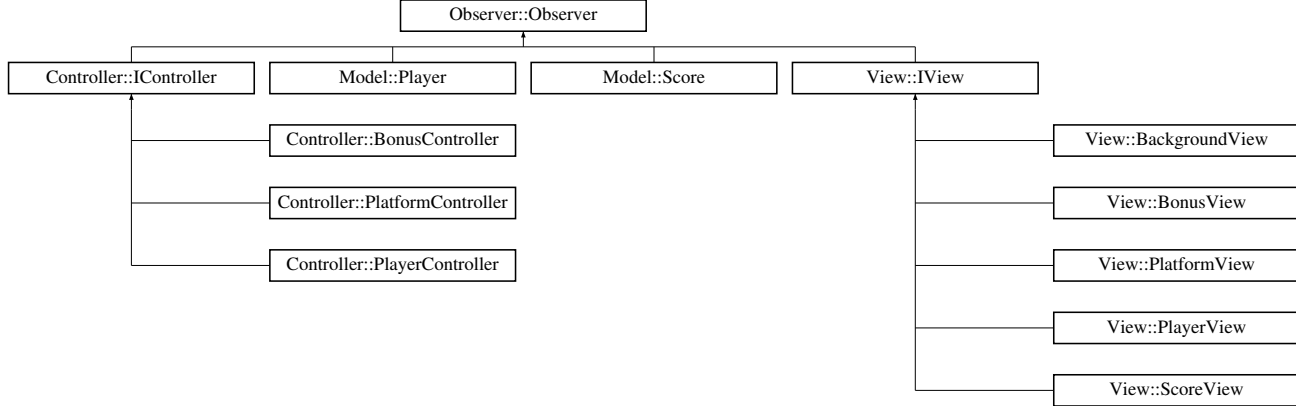 Observer::Observer
Controller::IController
Model::Player
Model::Score
View::IView
Controller::BonusController
Controller::PlatformController
Controller::PlayerController
View::BackgroundView
View::BonusView
View::PlatformView
View::PlayerView
View::ScoreView